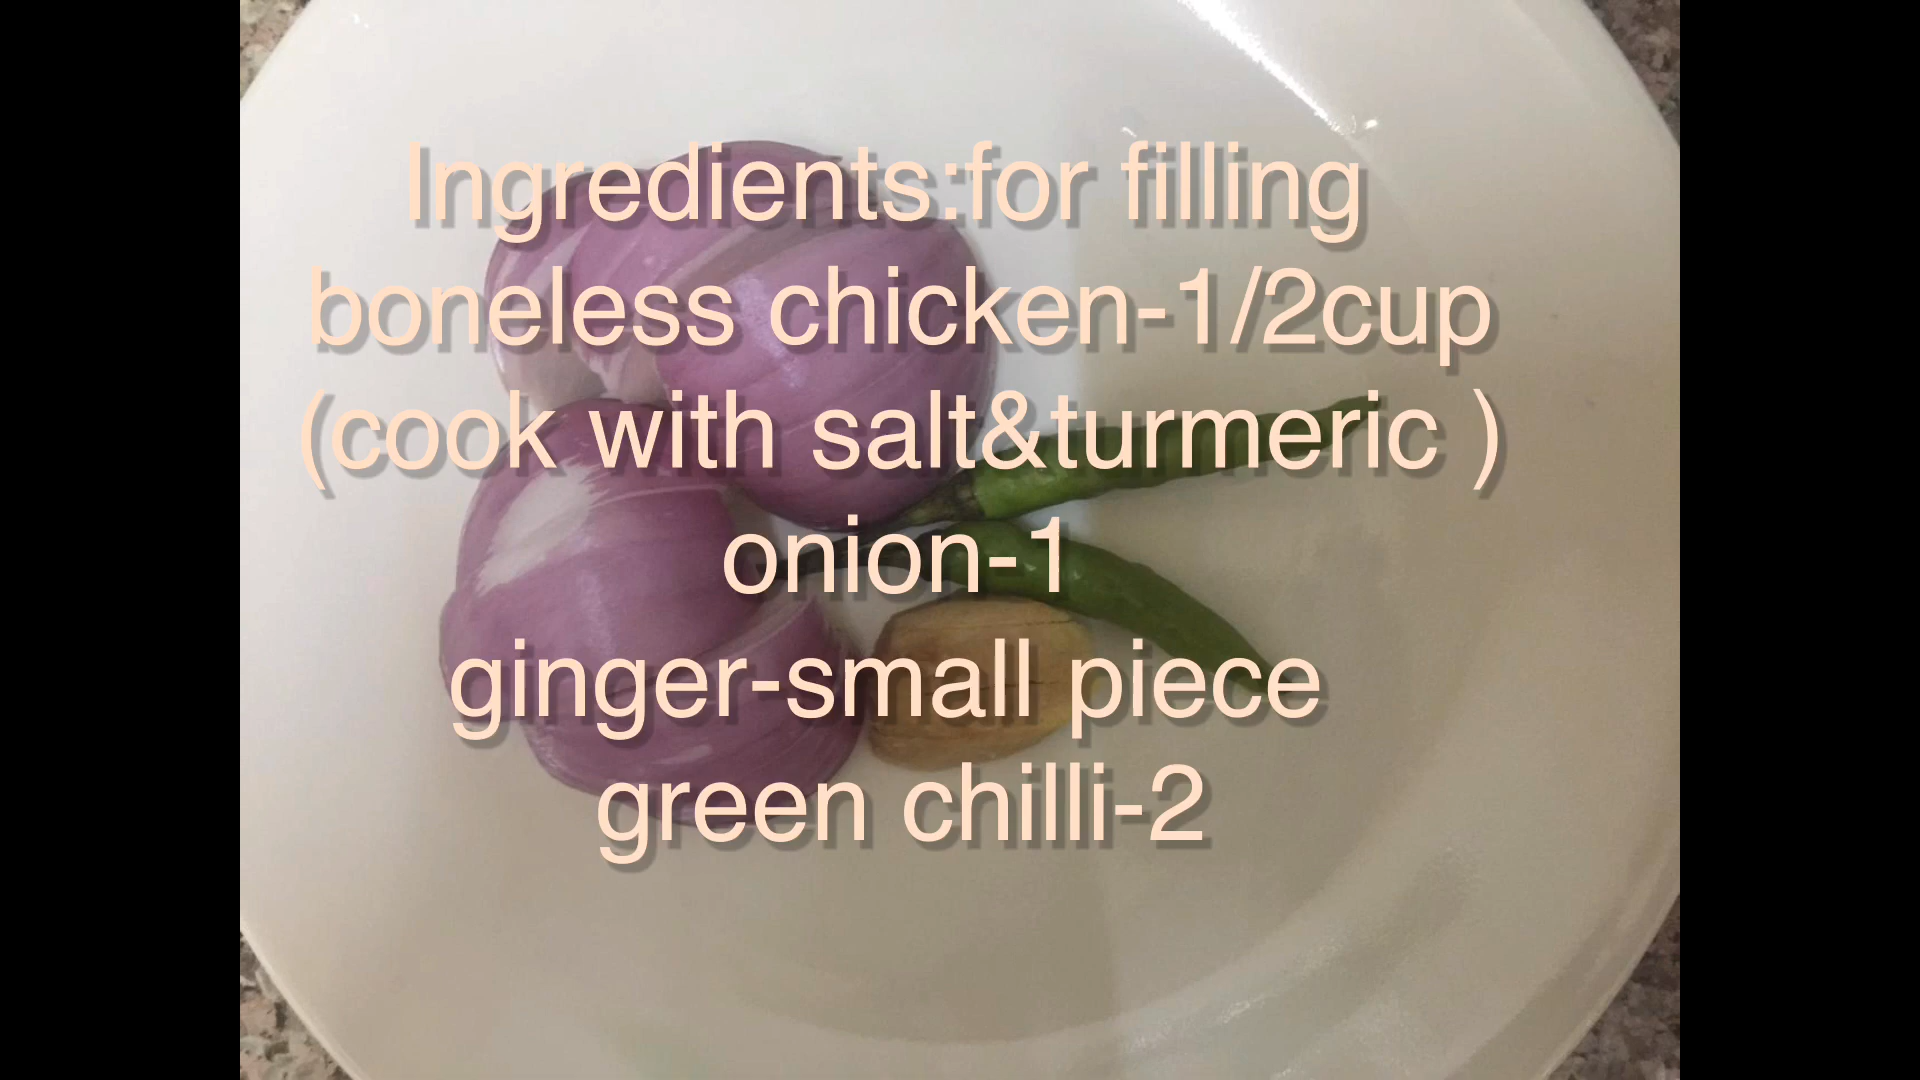 Ingredients:for filling
boneless chicken-1/2cup
(cook with salt&turmeric )
onion-1
ginger-small piece
green chilli-2